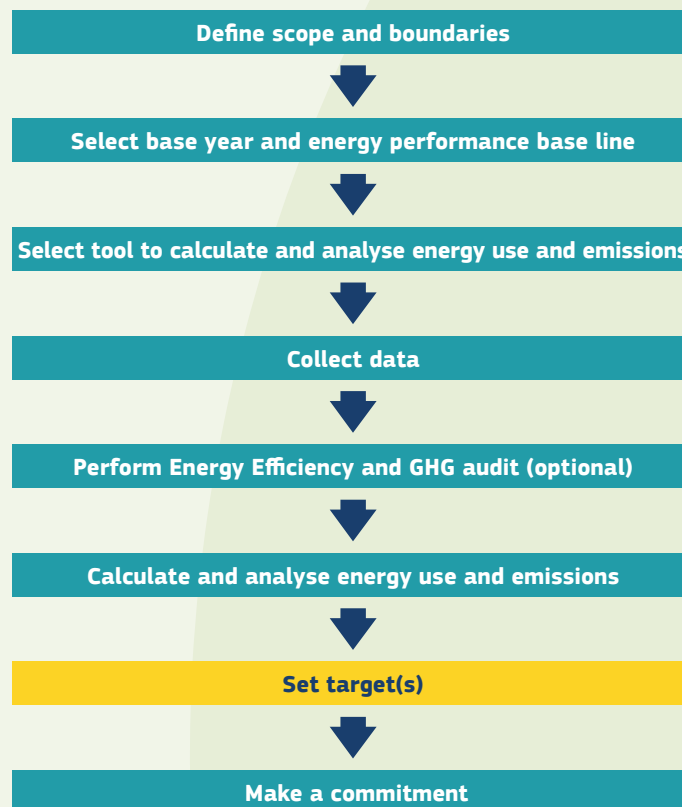 Define scope and boundaries
Select base year and energy performance base line
Select tool to calculate and analyse energy use and emissions
Collect data
Perform Energy Efficiency and GHG audit (optional)
Calculate and analyse energy use and emissions
Set target(s)
Make a commitment